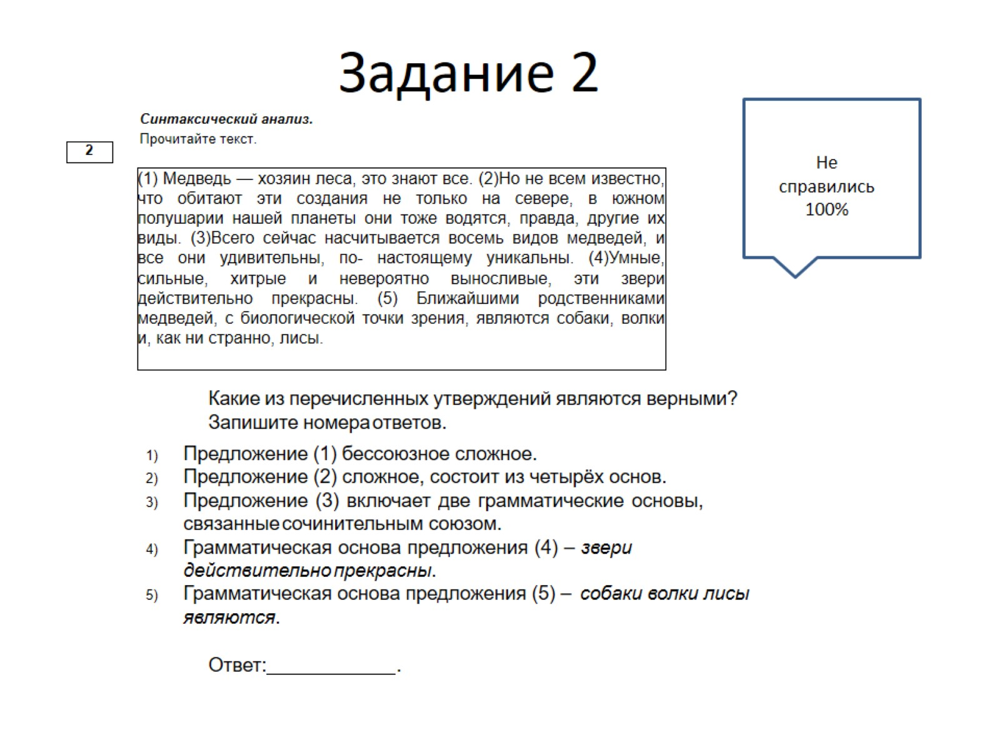 Задание 2
Синтаксический анализ.
Прочитайте текст.
2
(1) Медведь — хозяин леса, это знают все. (2)Но не всем известно,
что обитают эти создания не только на севере, в южном
полушарии нашей планеты они тоже водятся, правда, другие их
виды. (3)Всего сейчас насчитывается восемь видов медведей, и
все они удивительны, по- настоящему уникальны. (4)Умные,
сильные, хитрые и невероятно выносливые, эти звери
действительно прекрасны. (5) Ближайшими родственниками
медведей, с биологической точки зрения, являются собаки, волки
и, как ни странно, лисы.
Не
справились
100%
Какие из перечисленных утверждений являются верными?
Запишите номера ответов.
1) Предложение (1) бессоюзное сложное.
2) Предложение (2) сложное, состоит из четырёх основ.
3) Предложение (3) включает две грамматические основы,
связанные сочинительным союзом.
4) Грамматическая основа предложения (4) – звери
действительно прекрасны.
5) Грамматическая основа предложения (5) – собаки волки лисы
являются.
Ответ:____________.